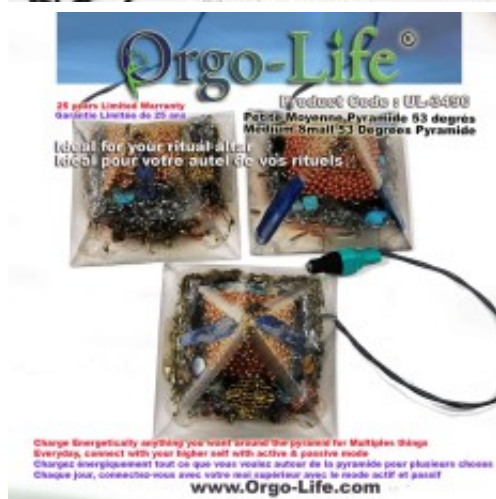 Orgo-Life®
25 years Limited Warranty
Garantie Limitée de 25 ans
Product Code : UL-3496
Petite Moyenne Pyramide 53 degrés
Medium Small 53 Degrees Pyramide
Ideal for your ritual altar
Idéal pour votre autel de vos rituels
Charge Energetically anything you want around the pyramid for Multiples things
Everyday, connect with your higher self with active & passive mode
Chargez énergiquement tout ce que vous voulez autour de la pyramide pour plusieurs choses
Chaque jour, connectez-vous avec votre moi supérieur avec le mode actif et passif
www.Orgo-Life.com